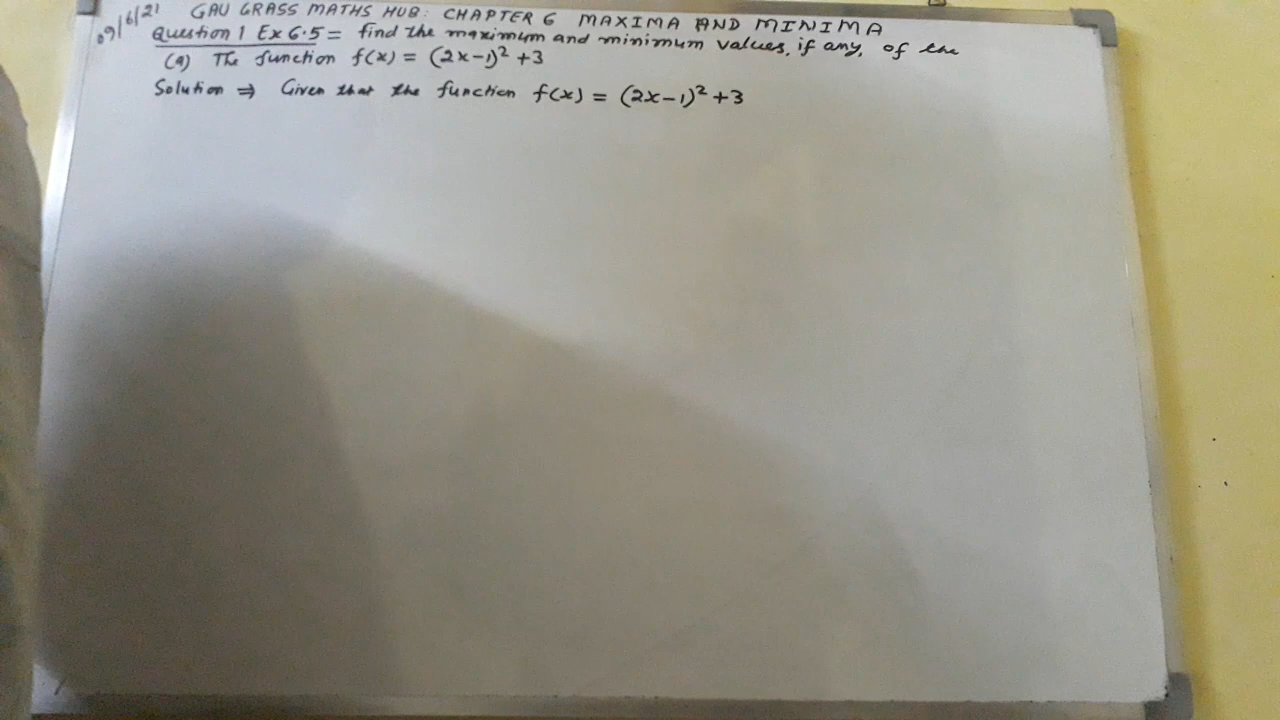 09/6/21 GAU GRASS MATHS HUB: CHAPTER 6 MAXIMA AND MINIMA
Question 1 Ex 6.5 = find the maximum and minimum values, if any, of the
(a) The function f(x) = (2x-1)² + 3
Solution ⇒ Given that the function f(x) = (2x-1)² + 3